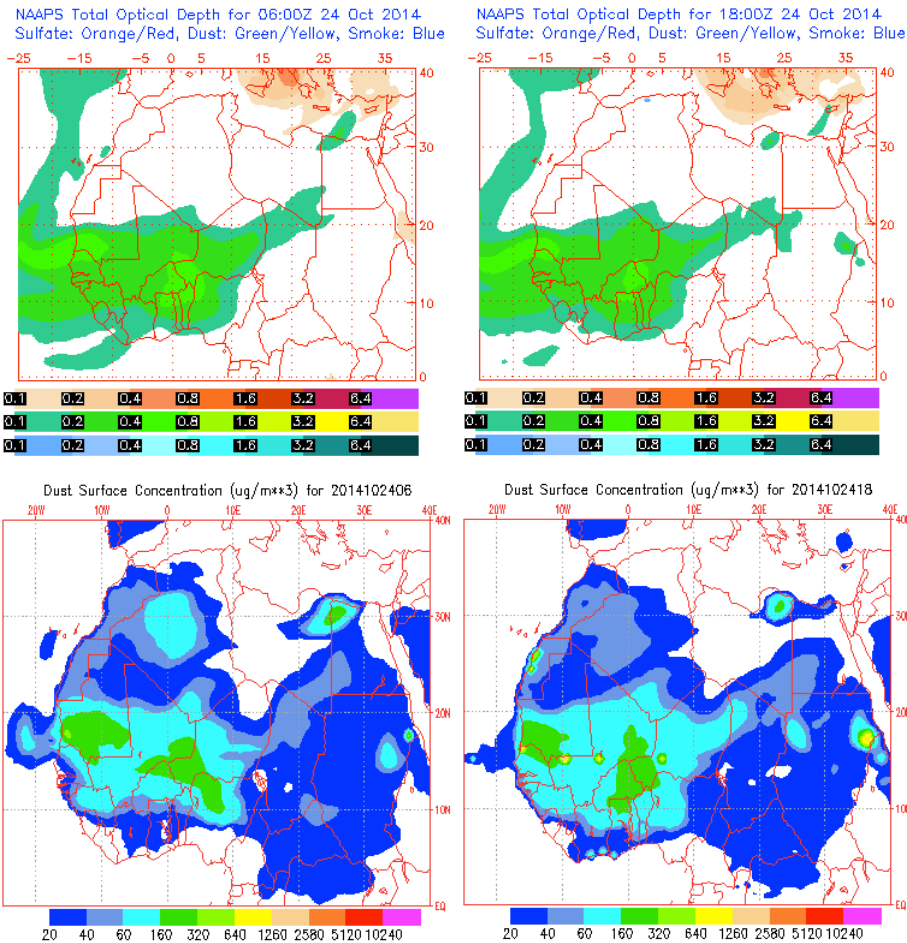 NAAPS Total Optical Depth for 06:00Z 24 Oct 2014
Sulfate: Orange/Red, Dust: Green/Yellow, Smoke: Blue
-25 -15 -5 0 5 15 25 35
40
30
20
10
0
0.1 0.2 0.4 0.8 1.6 3.2 6.4
0.1 0.2 0.4 0.8 1.6 3.2 6.4
0.1 0.2 0.4 0.8 1.6 3.2 6.4
NAAPS Total Optical Depth for 18:00Z 24 Oct 2014
Sulfate: Orange/Red, Dust: Green/Yellow, Smoke: Blue
-25 -15 -5 0 5 15 25 35
40
30
20
10
0
0.1 0.2 0.4 0.8 1.6 3.2 6.4
0.1 0.2 0.4 0.8 1.6 3.2 6.4
0.1 0.2 0.4 0.8 1.6 3.2 6.4
Dust Surface Concentration (ug/m**3) for 2014102406
20W 10W 0 10E 20E 30E 40E
40N
30N
20N
10N
EQ
20 40 60 160 320 640 1260 2580 5120 10240
Dust Surface Concentration (ug/m**3) for 2014102418
20W 10W 0 10E 20E 30E 40E
40N
30N
20N
10N
EQ
20 40 60 160 320 640 1260 2580 5120 10240